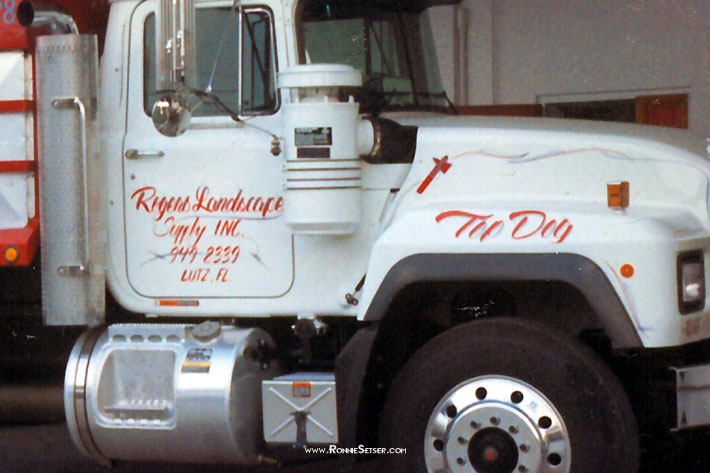 Rogers Landscape
Supply INC.
949-2339
LUTZ, FL
Top Dog
www.RonnieSetser.com